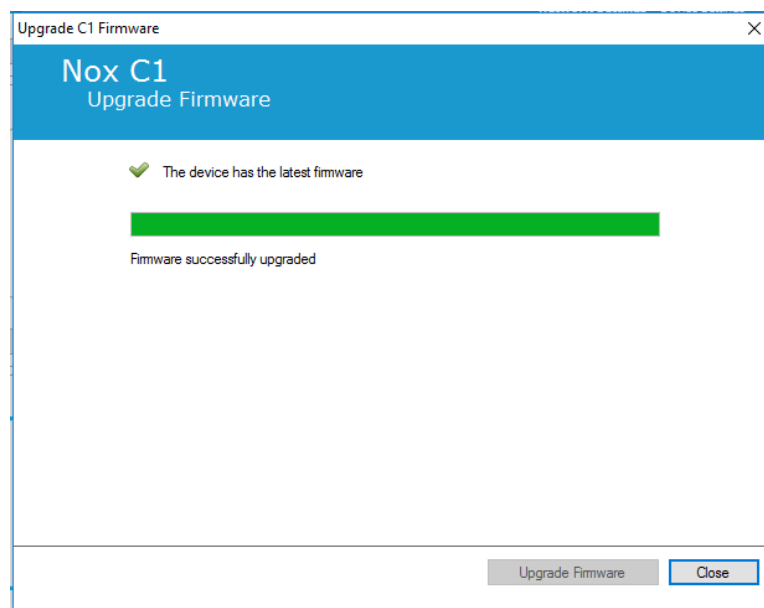 Upgrade C1 Firmware
Nox C1
Upgrade Firmware
The device has the latest firmware
Firmware successfully upgraded
Upgrade Firmware
Close